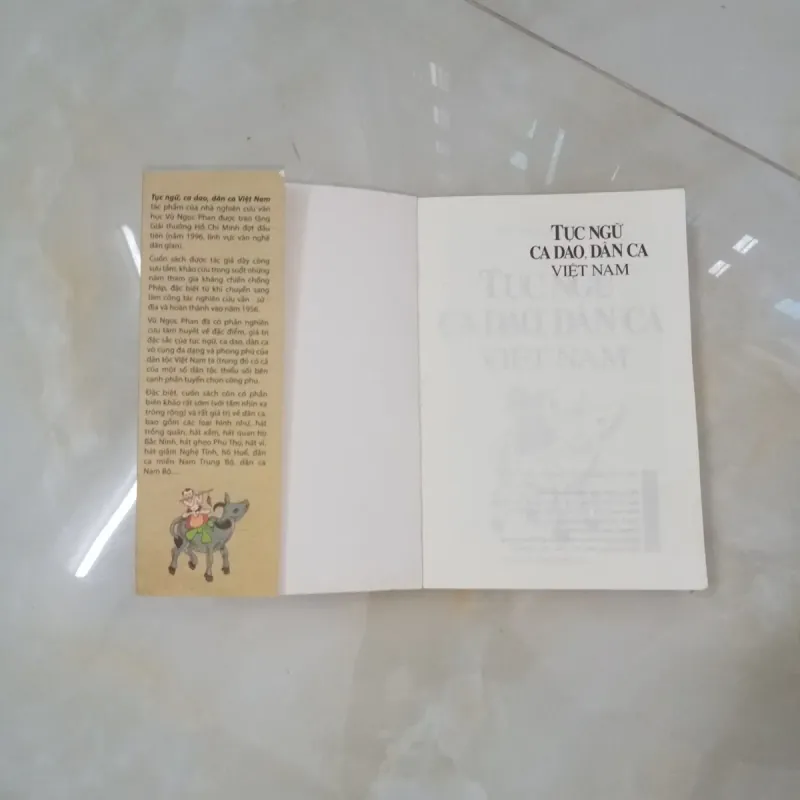 Tục ngữ, ca dao, dân ca Việt Nam
tác phẩm của nhà nghiên cứu văn
học Vũ Ngọc Phan được trao tặng
Giải thưởng Hồ Chí Minh đợt đầu
tiên (năm 1996, lĩnh vực văn nghệ
dân gian).
Cuốn sách được tác giả dày công
sưu tầm, khảo cứu trong suốt những
năm tham gia kháng chiến chống
Pháp, đặc biệt từ khi chuyển sang
làm công tác nghiên cứu văn - sử -
địa và hoàn thành vào năm 1956.
Vũ Ngọc Phan đã có phần nghiên
cứu tâm huyết về đặc điểm, giá trị
đặc sắc của tục ngữ, ca dao, dân ca
vô cùng đa dạng và phong phú của
dân tộc Việt Nam ta (trong đó có cả
của một số dân tộc thiểu số) bên
cạnh phần tuyển chọn công phu.
Đặc biệt, cuốn sách còn có phần
biên khảo rất sớm (với tầm nhìn xa
trông rộng) và rất giá trị về dân ca,
bao gồm các loại hình như: hát
trống quân, hát xẩm, hát quan họ
Bắc Ninh, hát ghẹo Phú Thọ, hát ví,
hát giặm Nghệ Tĩnh, hò Huế, dân
ca miền Nam Trung Bộ, dân ca
Nam Bộ,...
TỤC NGỮ
CA DAO, DÂN CA
VIỆT NAM
TỤC NGỮ
CA DAO, DÂN CA
VIỆT NAM